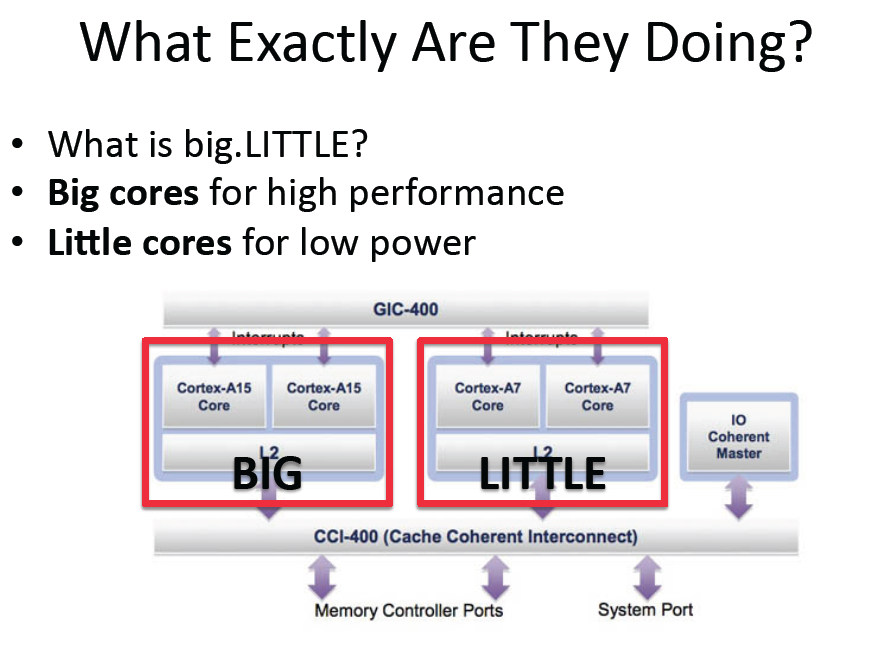 What Exactly Are They Doing?
• What is big.LITTLE?
• Big cores for high performance
• Little cores for low power
GIC-400
Interrupts Interrupts
Cortex-A15 Core
Cortex-A15 Core
Cortex-A7 Core
Cortex-A7 Core
IO Coherent Master
L2
L2
BIG
LITTLE
CCI-400 (Cache Coherent Interconnect)
Memory Controller Ports
System Port